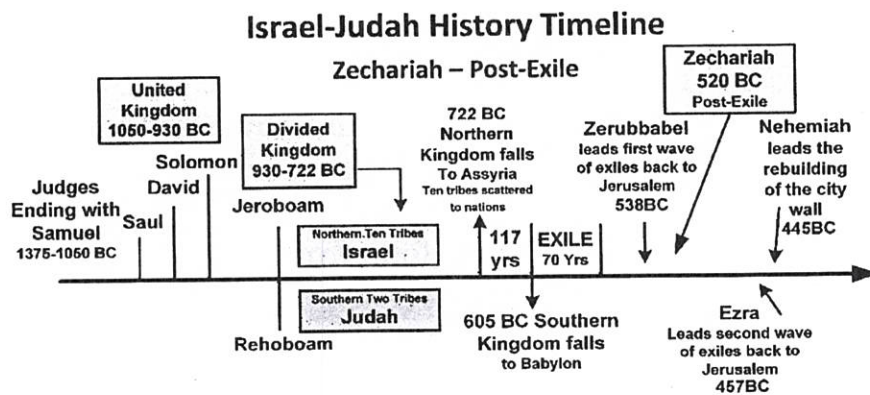 Israel-Judah History Timeline
Zechariah – Post-Exile
United
Kingdom
1050-930 BC
Divided
Kingdom
930-722 BC
722 BC
Northern
Kingdom falls
To Assyria
Ten tribes scattered
to nations
Zechariah
520 BC
Post-Exile
Zerubbabel
leads first wave
of exiles back to
Jerusalem
538BC
Nehemiah
leads the
rebuilding
of the city
wall
445BC
Judges
Ending with
Samuel
1375-1050 BC
Saul
David
Solomon
Jeroboam
Northern Ten Tribes
Israel
117
yrs
EXILE
70 Yrs
Southern Two Tribes
Judah
Rehoboam
605 BC Southern
Kingdom falls
to Babylon
Ezra
Leads second wave
of exiles back to
Jerusalem
457BC